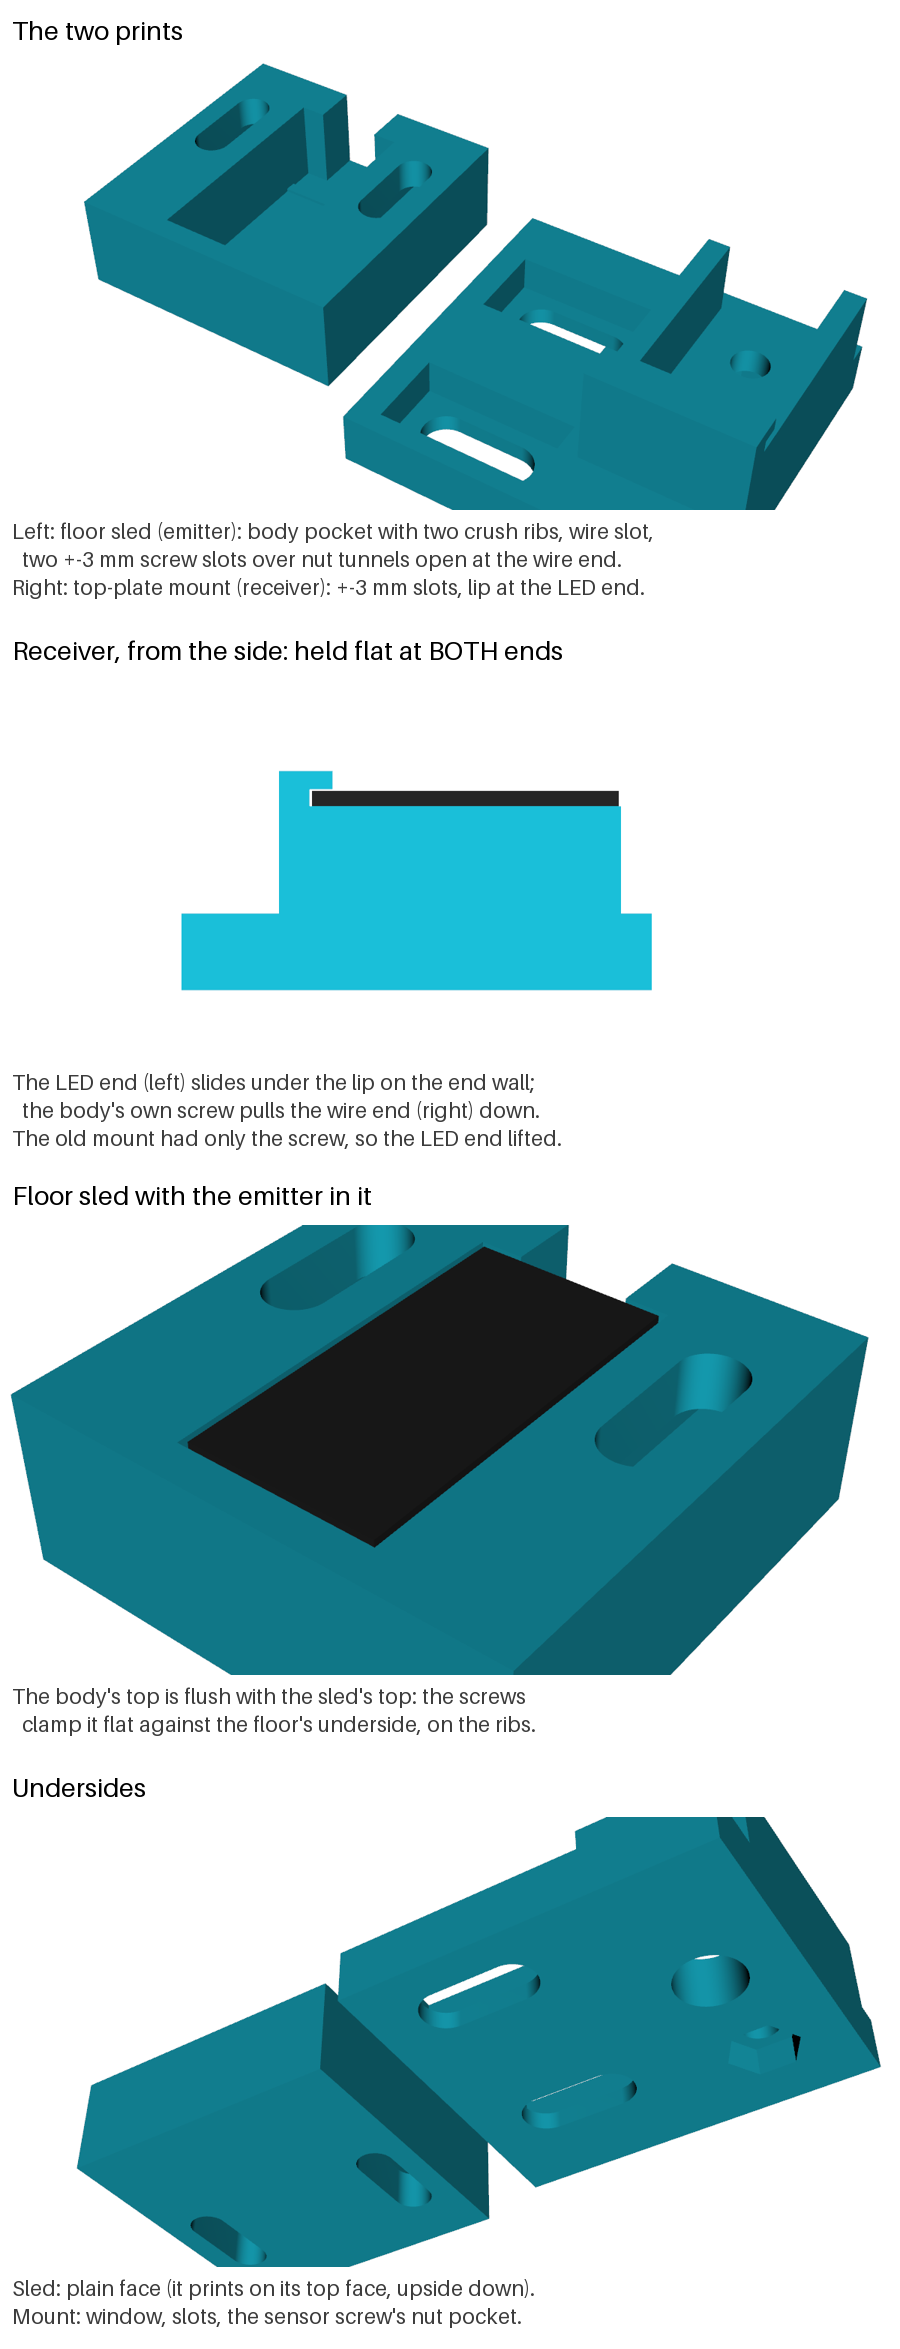 The two prints
Left: floor sled (emitter): body pocket with two crush ribs, wire slot,
two +-3 mm screw slots over nut tunnels open at the wire end.
Right: top-plate mount (receiver): +-3 mm slots, lip at the LED end.
Receiver, from the side: held flat at BOTH ends
The LED end (left) slides under the lip on the end wall;
the body's own screw pulls the wire end (right) down.
The old mount had only the screw, so the LED end lifted.
Floor sled with the emitter in it
The body's top is flush with the sled's top: the screws
clamp it flat against the floor's underside, on the ribs.
Undersides
Sled: plain face (it prints on its top face, upside down).
Mount: window, slots, the sensor screw's nut pocket.